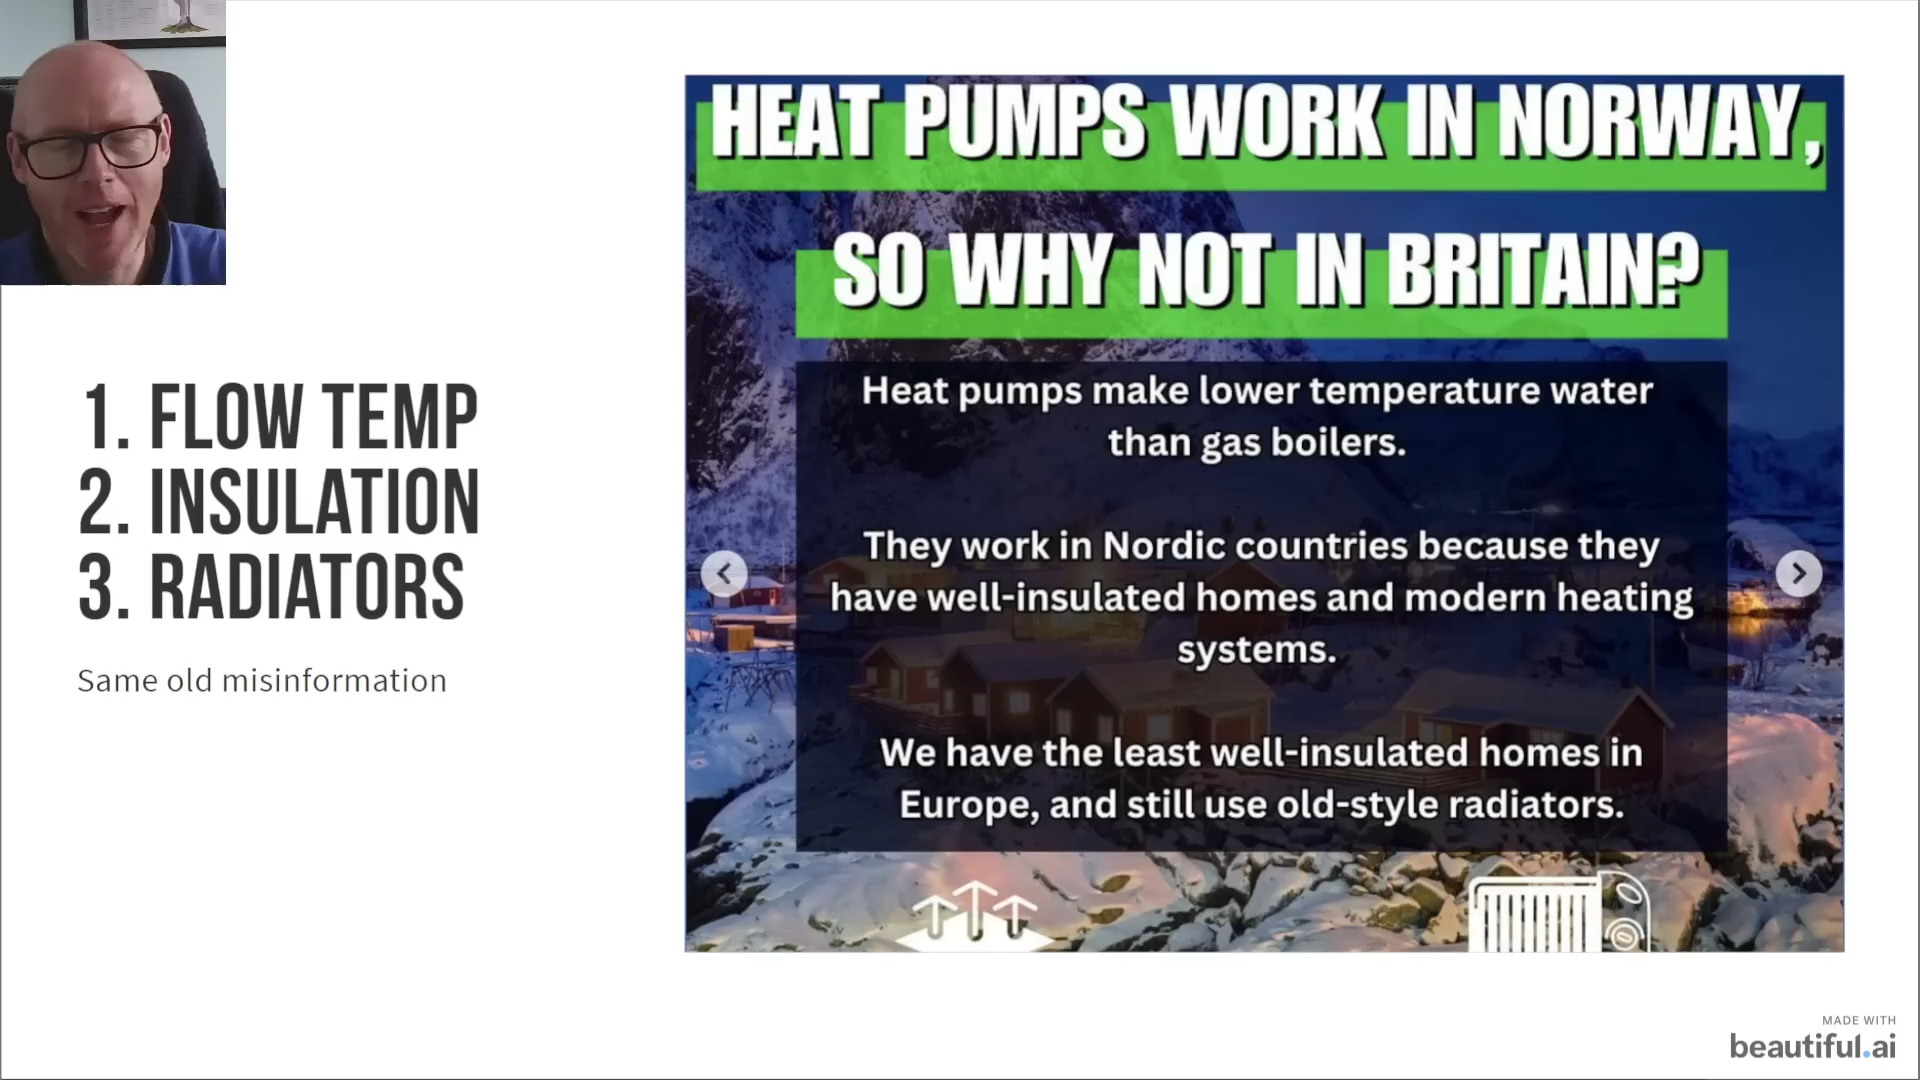 1. FLOW TEMP
2. INSULATION
3. RADIATORS
Same old misinformation
HEAT PUMPS WORK IN NORWAY,
SO WHY NOT IN BRITAIN?
Heat pumps make lower temperature water
than gas boilers.
They work in Nordic countries because they
have well-insulated homes and modern heating
systems.
We have the least well-insulated homes in
Europe, and still use old-style radiators.
MADE WITH
beautiful.ai